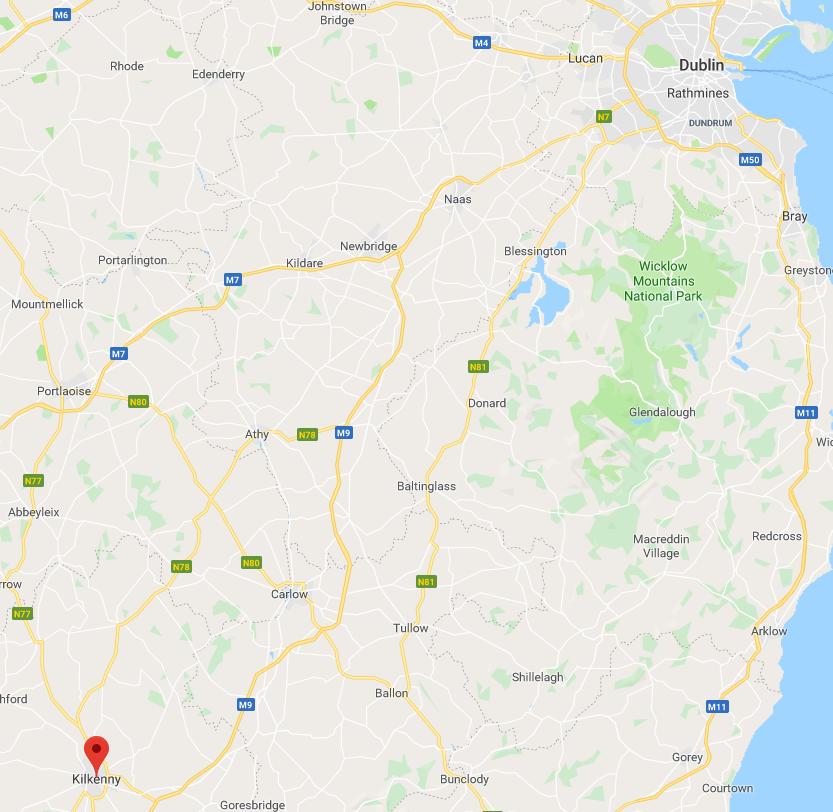 Johnstown
Bridge
M6
M4
Lucan
Dublin
Rhode
Edenderry
Rathmines
N7
DUNDRUM
M50
Naas
Bray
Newbridge
Blessington
Portarlington
Kildare
Wicklow
Mountains
National Park
Greystone
M7
Mountmellick
M7
N81
Portlaoise
N80
Donard
Glendalough
M11
Athy
N78
M9
Wic
N77
Baltinglass
Abbeyleix
Redcross
Macreddin
Village
N78
N80
N81
rrow
Carlow
N77
Tullow
Arklow
Shillelagh
hford
Ballon
M9
M11
Gorey
Kilkenny
Bunclody
Courtown
Goresbridge